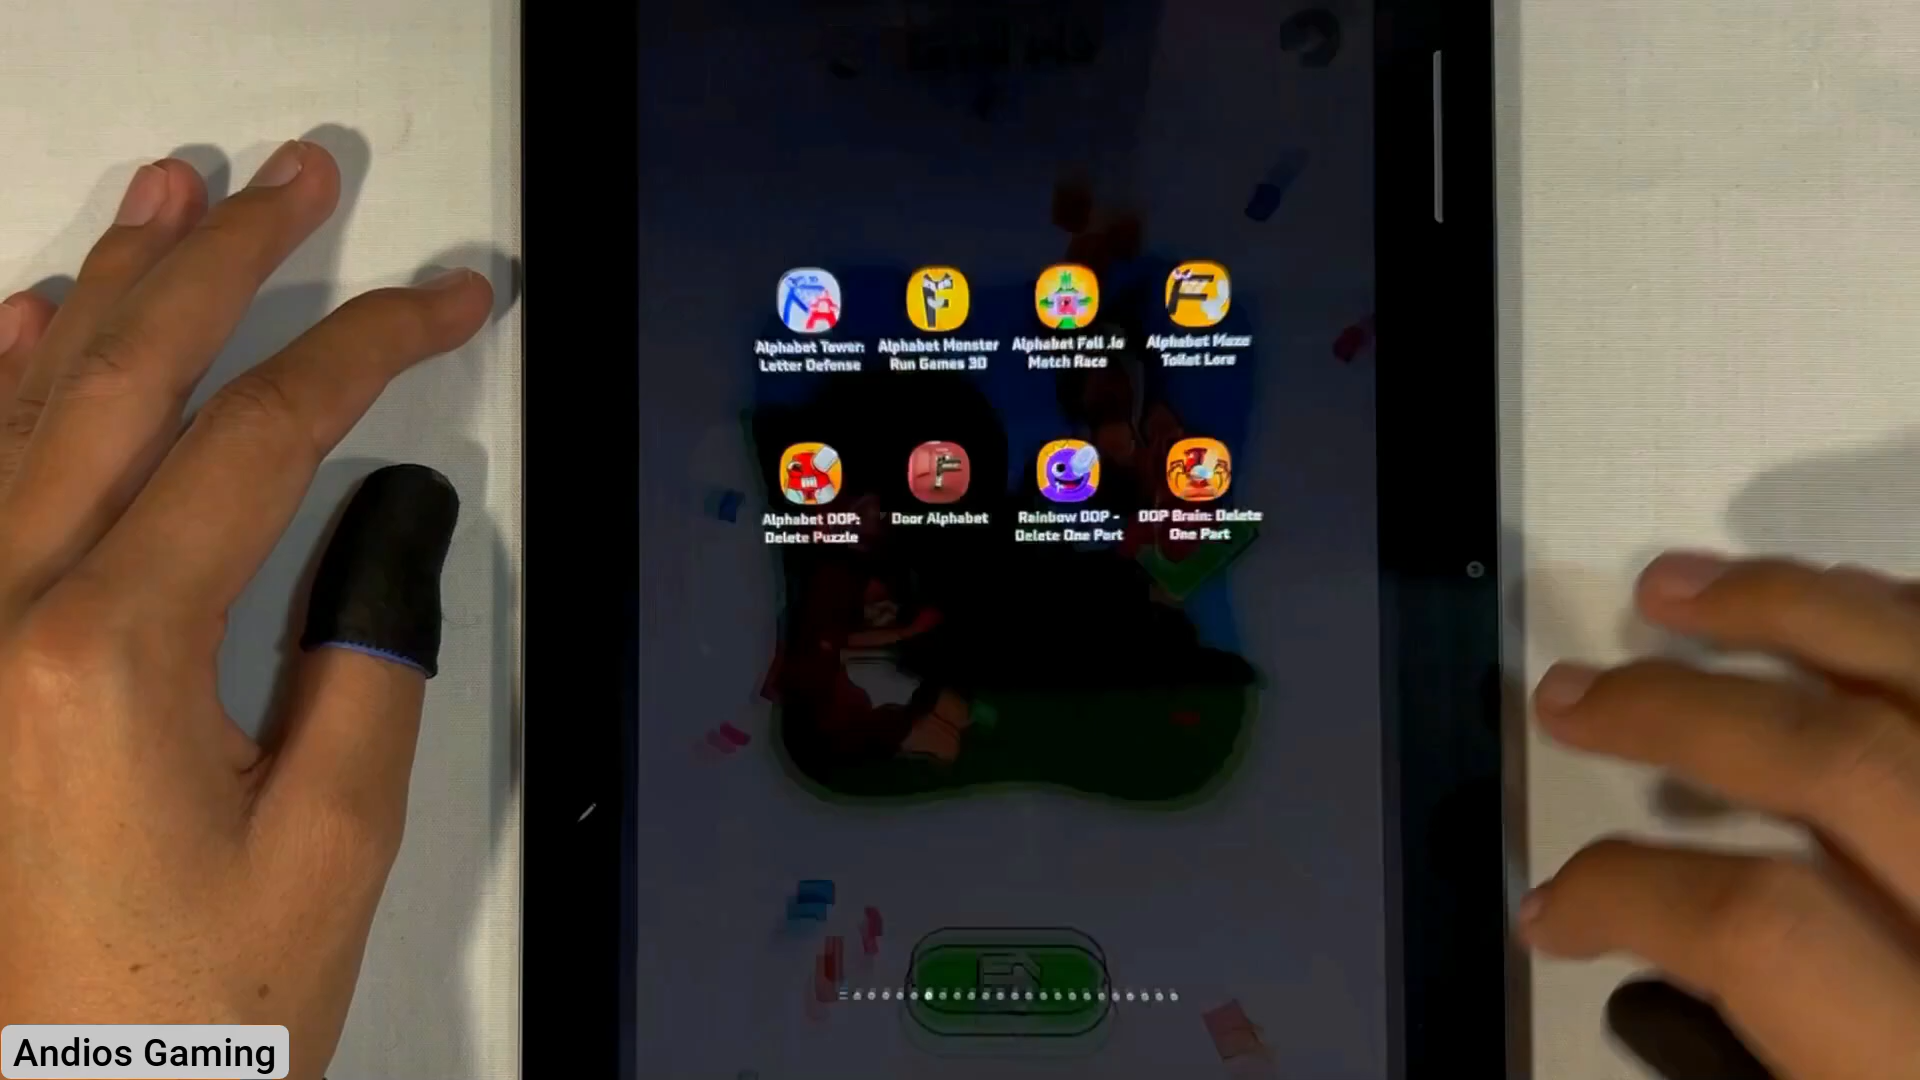 Alphabet Tower:
Letter Defense
Alphabet Monster
Run Games 3D
Alphabet Fall .Io
Match Race
Alphabet Maze
Toilet Lore
Alphabet DOP:
Delete Puzzle
Door Alphabet
Rainbow DOP -
Delete One Part
DOP Brain: Delete
One Part
Andios Gaming